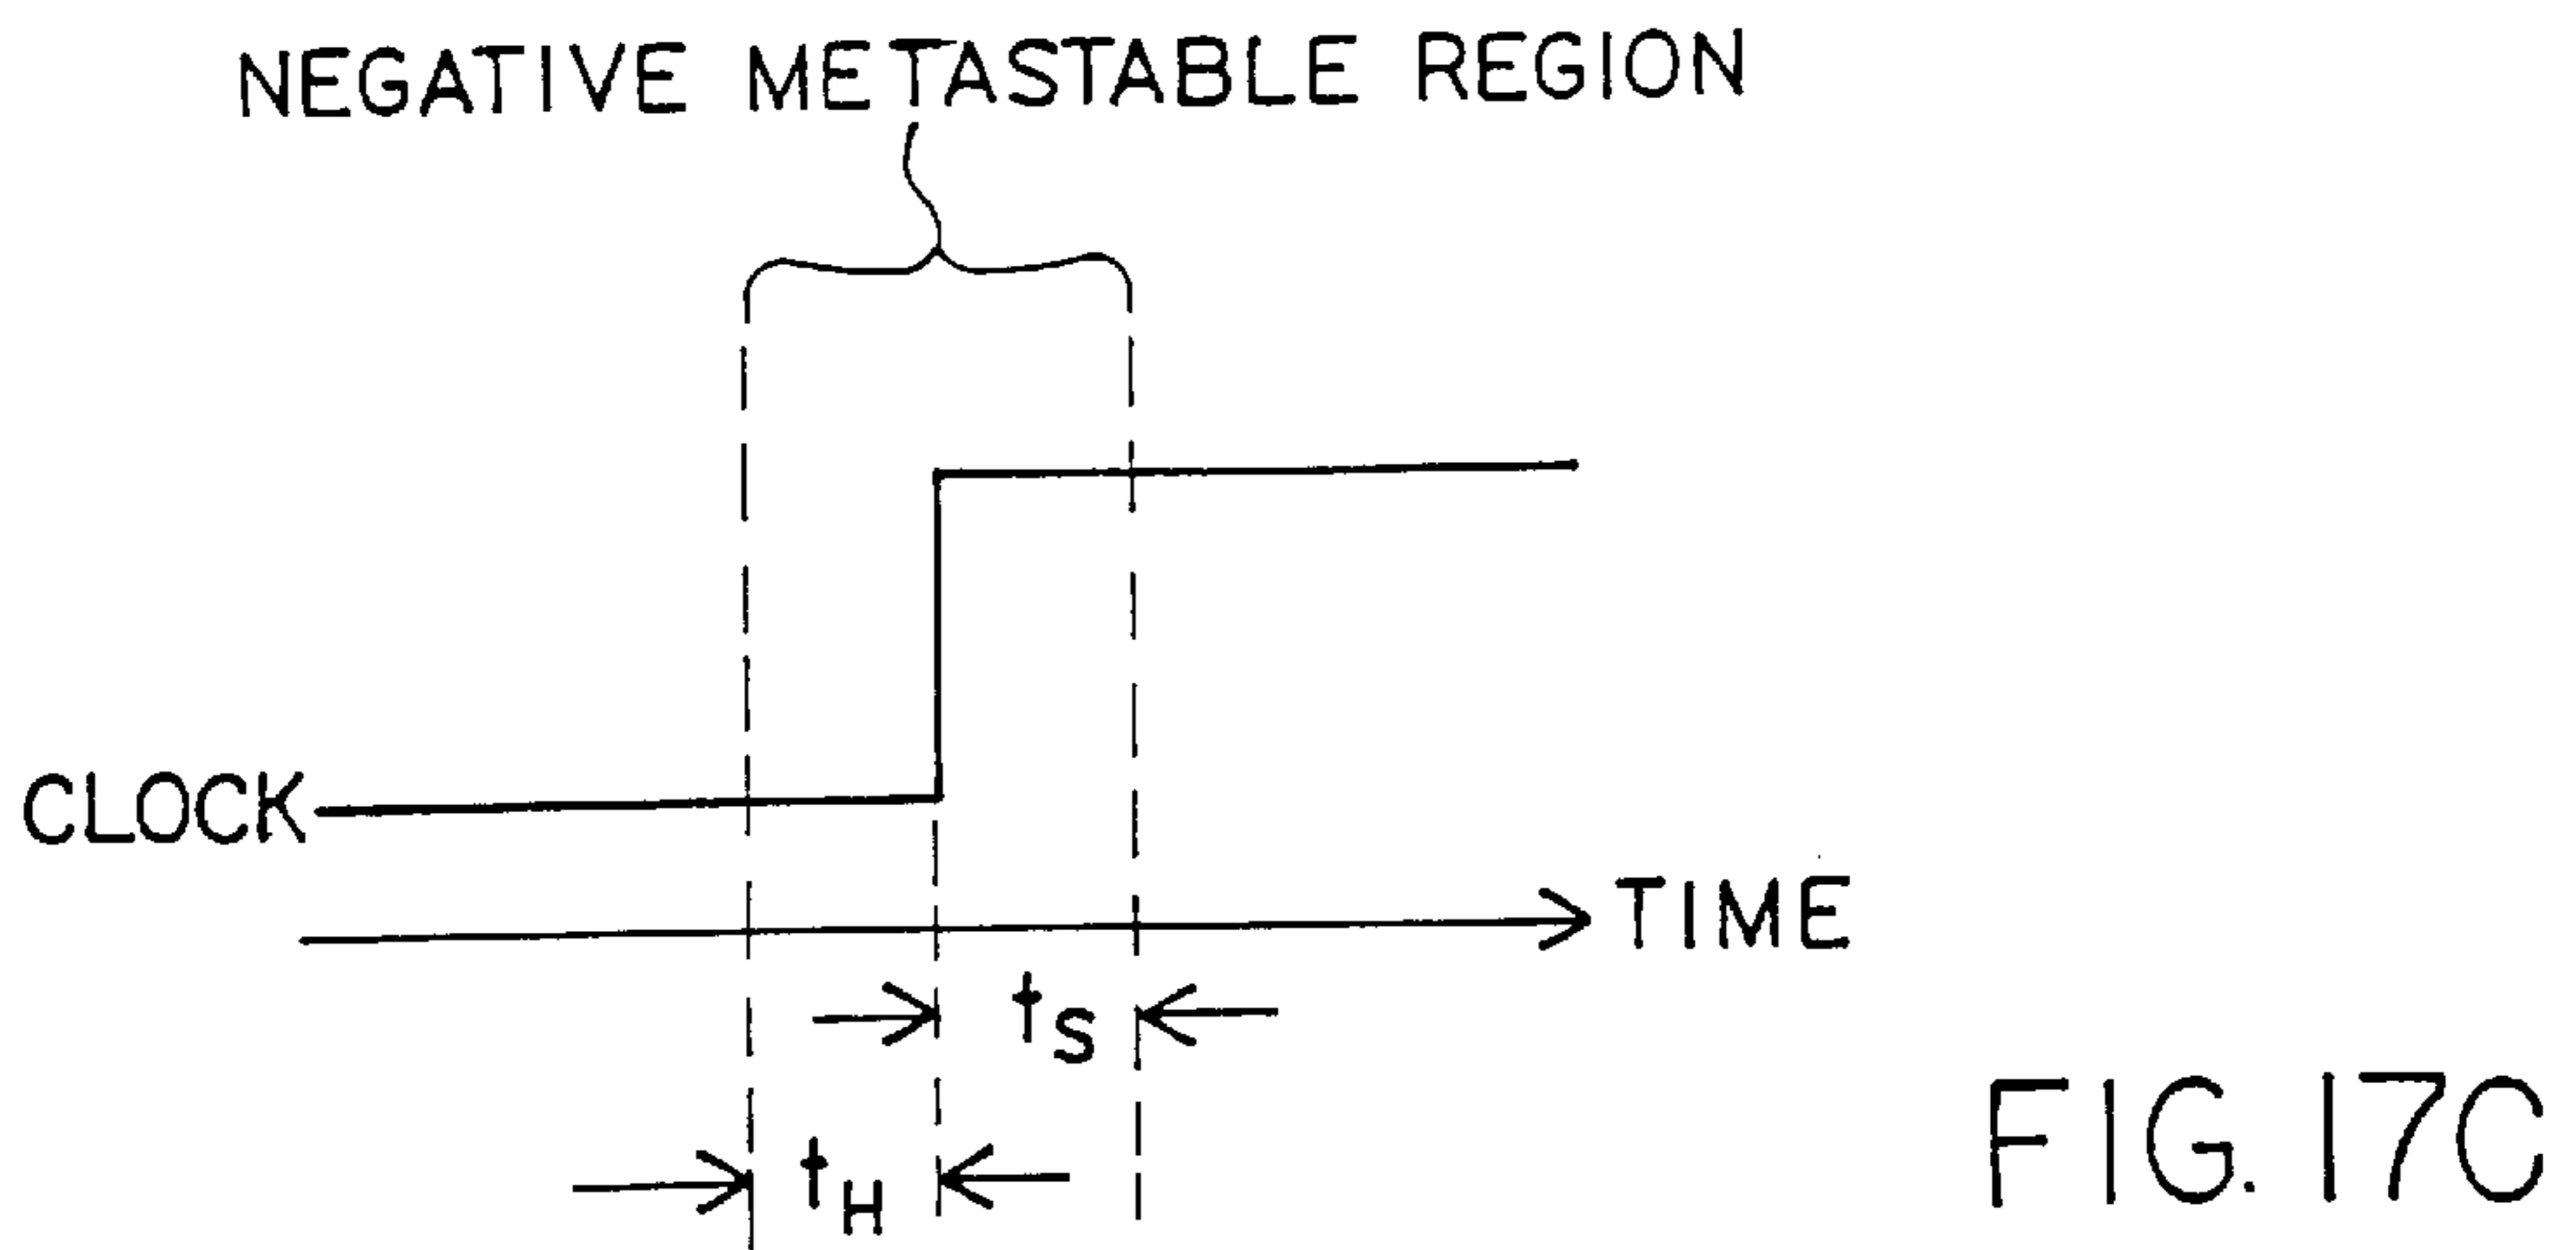 NEGATIVE METASTABLE REGION
CLOCK
TIME
tS
tH
FIG. 17C